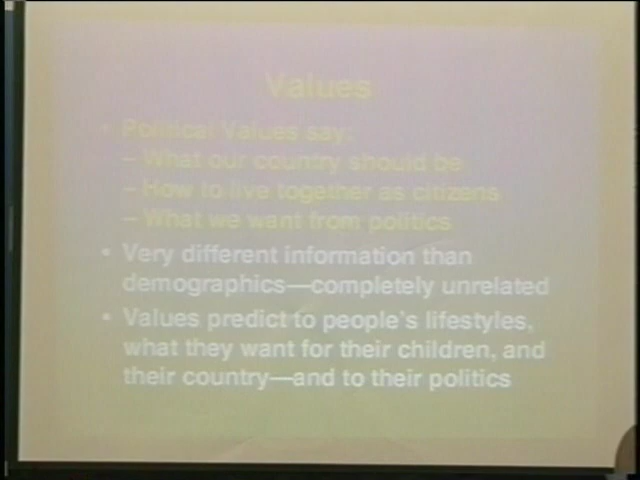 Values
• Political Values say:
– What our country should be
– How to live together as citizens
– What we want from politics
• Very different information than
demographics—completely unrelated
• Values predict to people's lifestyles,
what they want for their children, and
their country—and to their politics